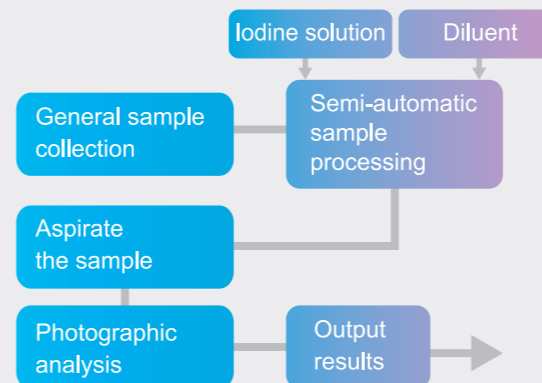 Iodine solution
Diluent
General sample
collection
Semi-automatic
sample
processing
Aspirate
the sample
Photographic
analysis
Output
results